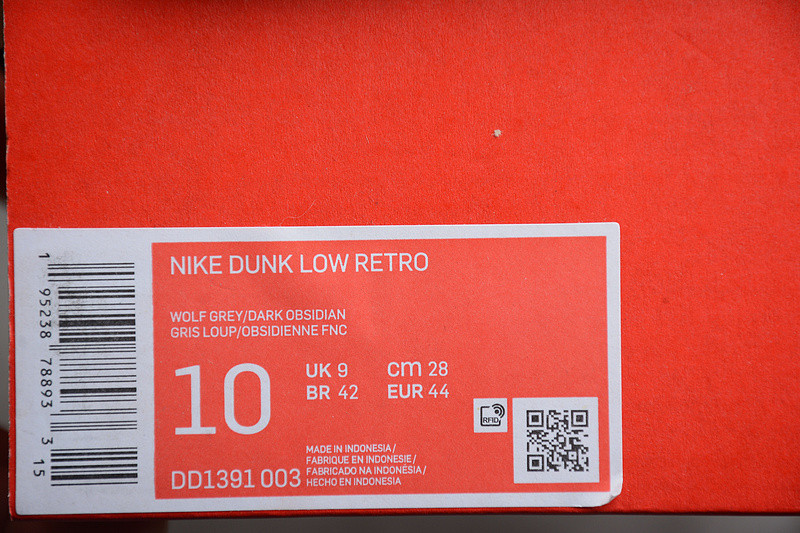 1 95238 78893 3 15
NIKE DUNK LOW RETRO
WOLF GREY/DARK OBSIDIAN
GRIS LOUP/OBSIDIENNE FNC
10
UK 9 cm 28
BR 42 EUR 44
RFID
DD1391 003
MADE IN INDONESIA/
FABRIQUE EN INDONESIE/
FABRICADO NA INDONÉSIA/
HECHO EN INDONESIA